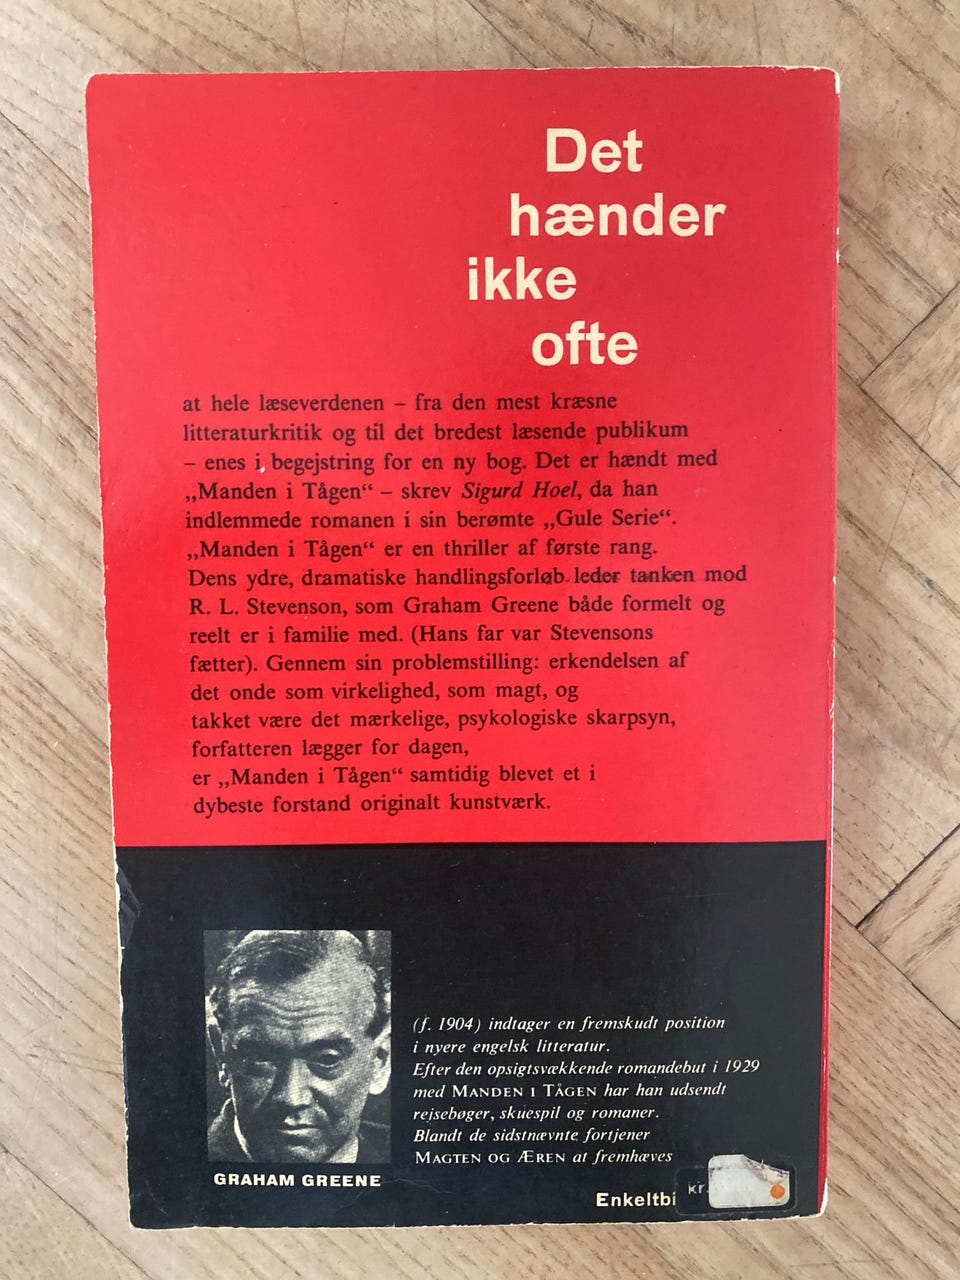 Det
hænder
ikke
ofte
at hele læseverdenen – fra den mest kræsne
litteraturkritik og til det bredest læsende publikum
– enes i begejstring for en ny bog. Det er hændt med
„Manden i Tågen“ – skrev Sigurd Hoel, da han
indlemmede romanen i sin berømte „Gule Serie“.
„Manden i Tågen“ er en thriller af første rang.
Dens ydre, dramatiske handlingsforløb leder tanken mod
R. L. Stevenson, som Graham Greene både formelt og
reelt er i familie med. (Hans far var Stevensons
fætter). Gennem sin problemstilling: erkendelsen af
det onde som virkelighed, som magt, og
takket være det mærkelige, psykologiske skarpsyn,
forfatteren lægger for dagen,
er „Manden i Tågen“ samtidig blevet et i
dybeste forstand originalt kunstværk.
(f. 1904) indtager en fremskudt position
i nyere engelsk litteratur.
Efter den opsigtsvækkende romandebut i 1929
med MANDEN I TÅGEN har han udsendt
rejsebøger, skuespil og romaner.
Blandt de sidstnævnte fortjener
MAGTEN OG ÆREN at fremhæves
GRAHAM GREENE
kr.